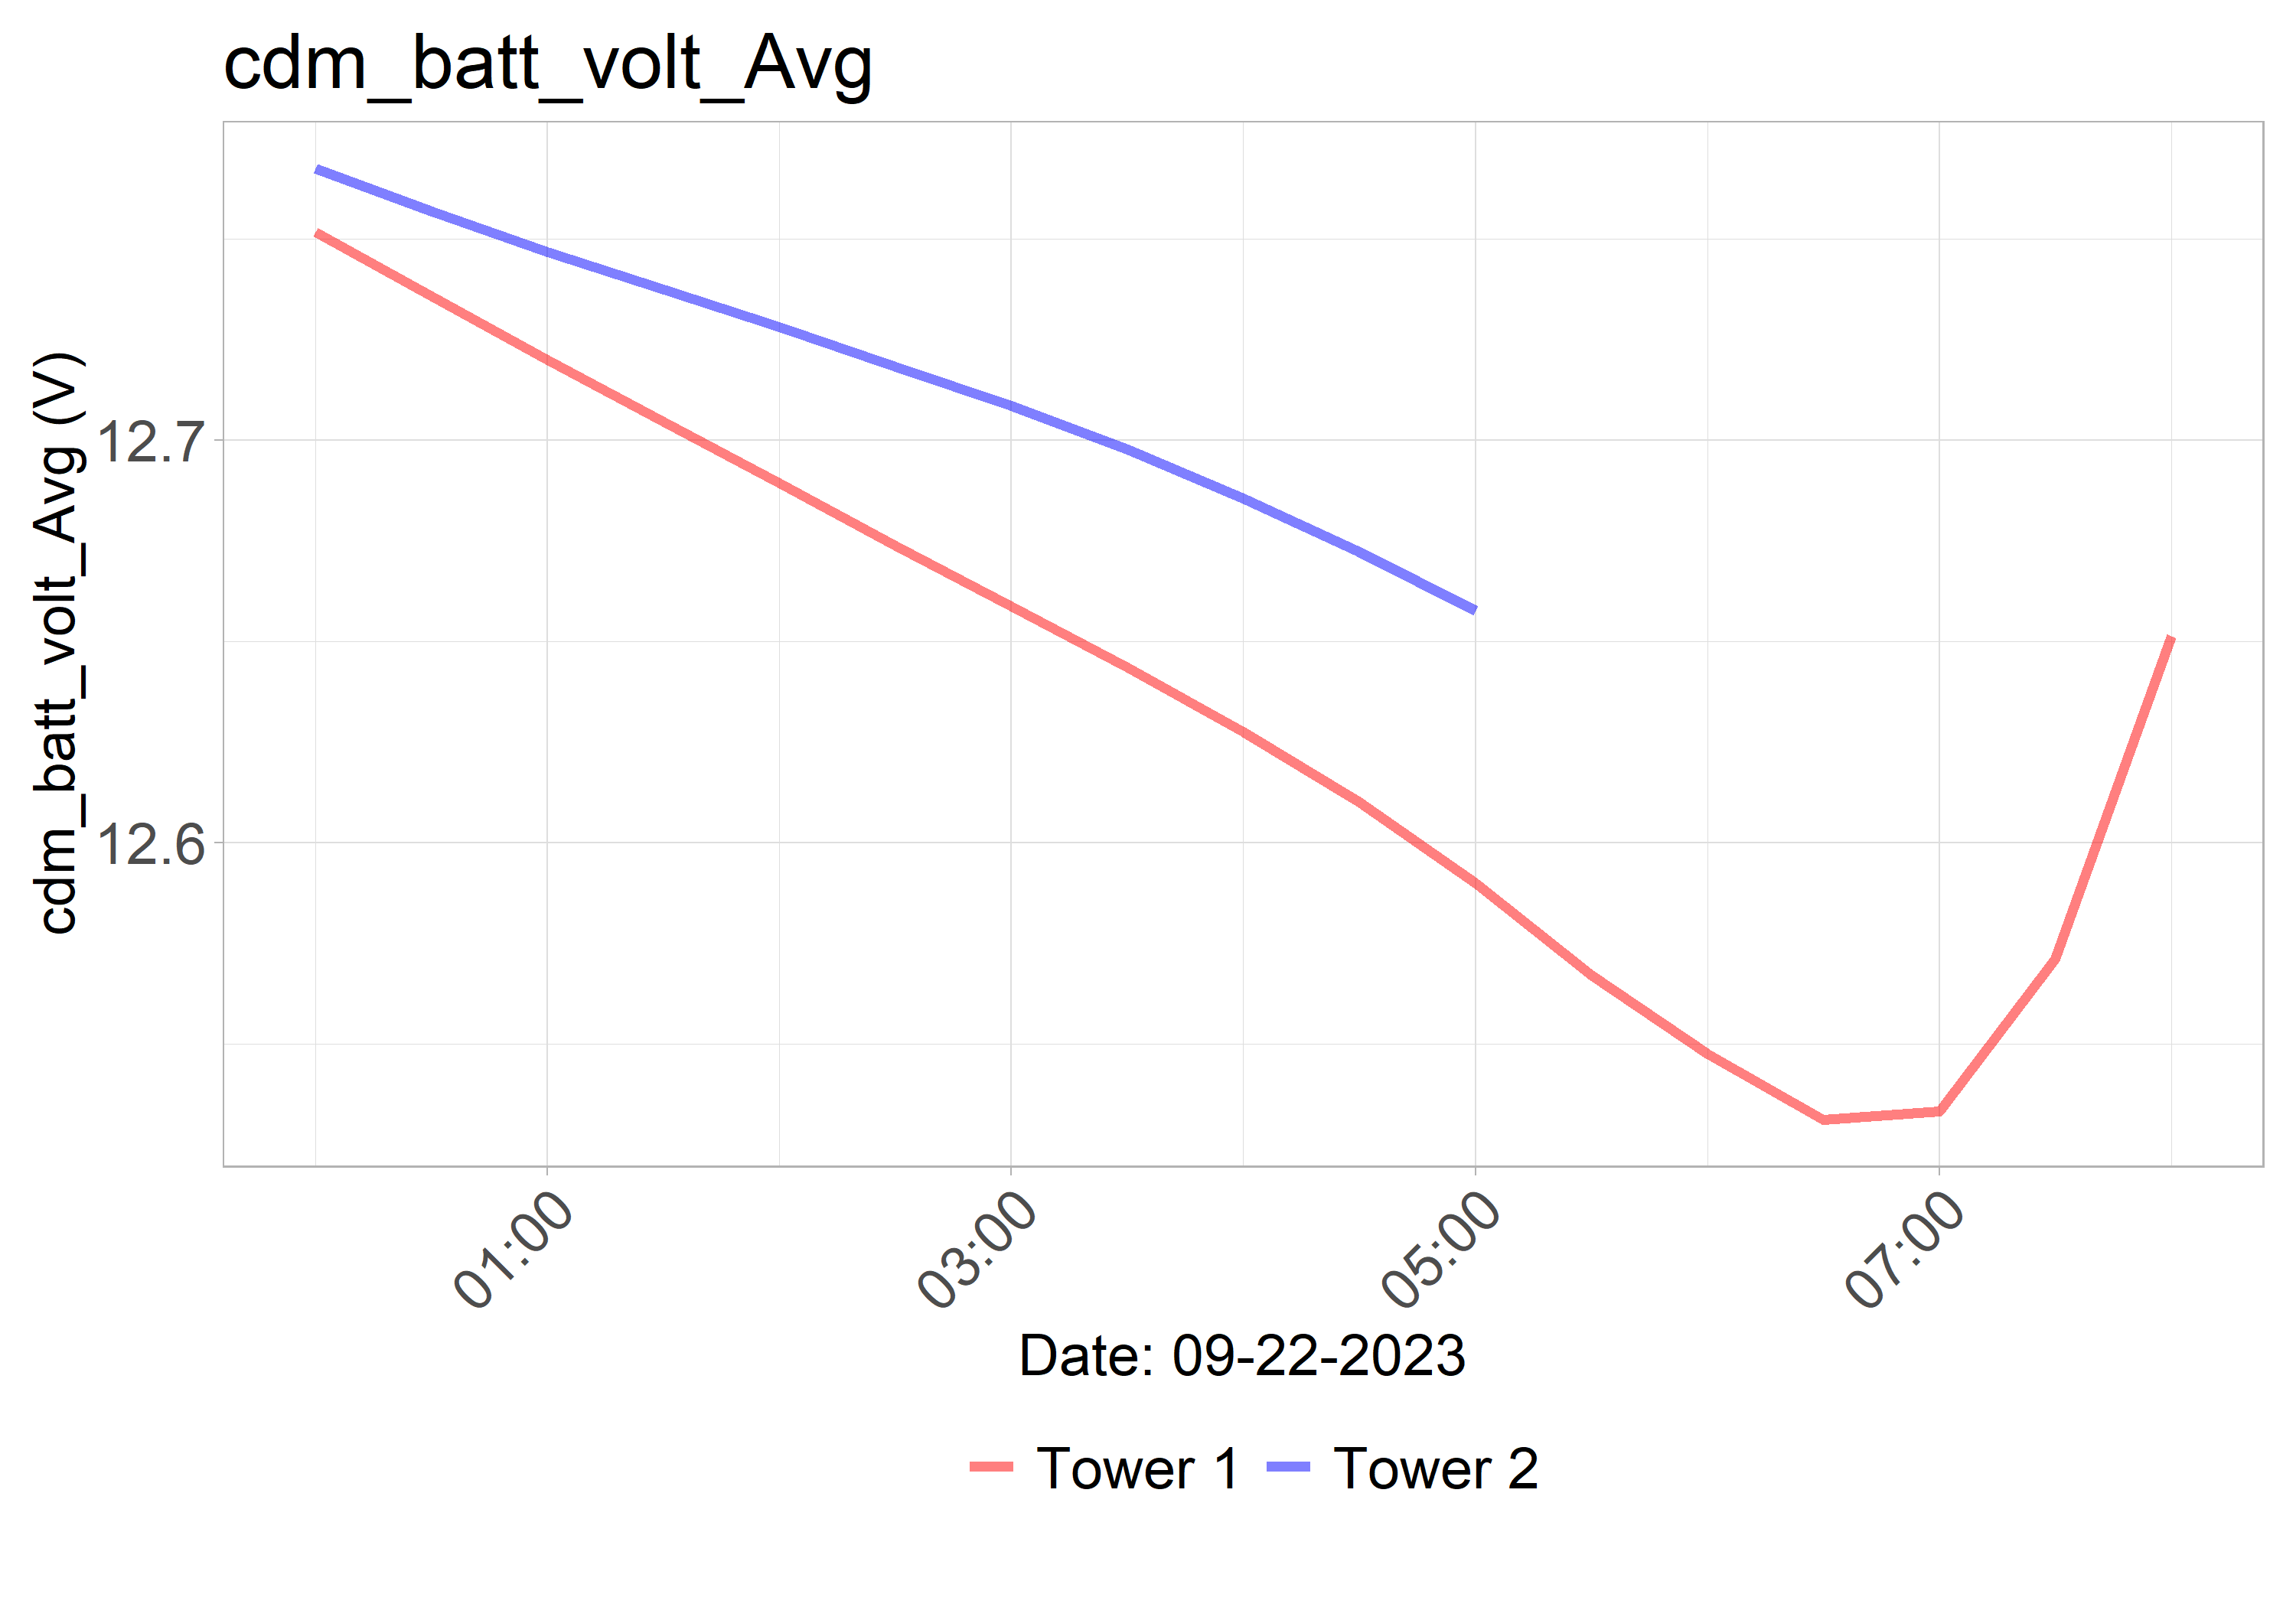 cdm_batt_volt_Avg
cdm_batt_volt_Avg (V)
12.7
12.6
01:00
03:00
05:00
07:00
Date: 09-22-2023
Tower 1
Tower 2